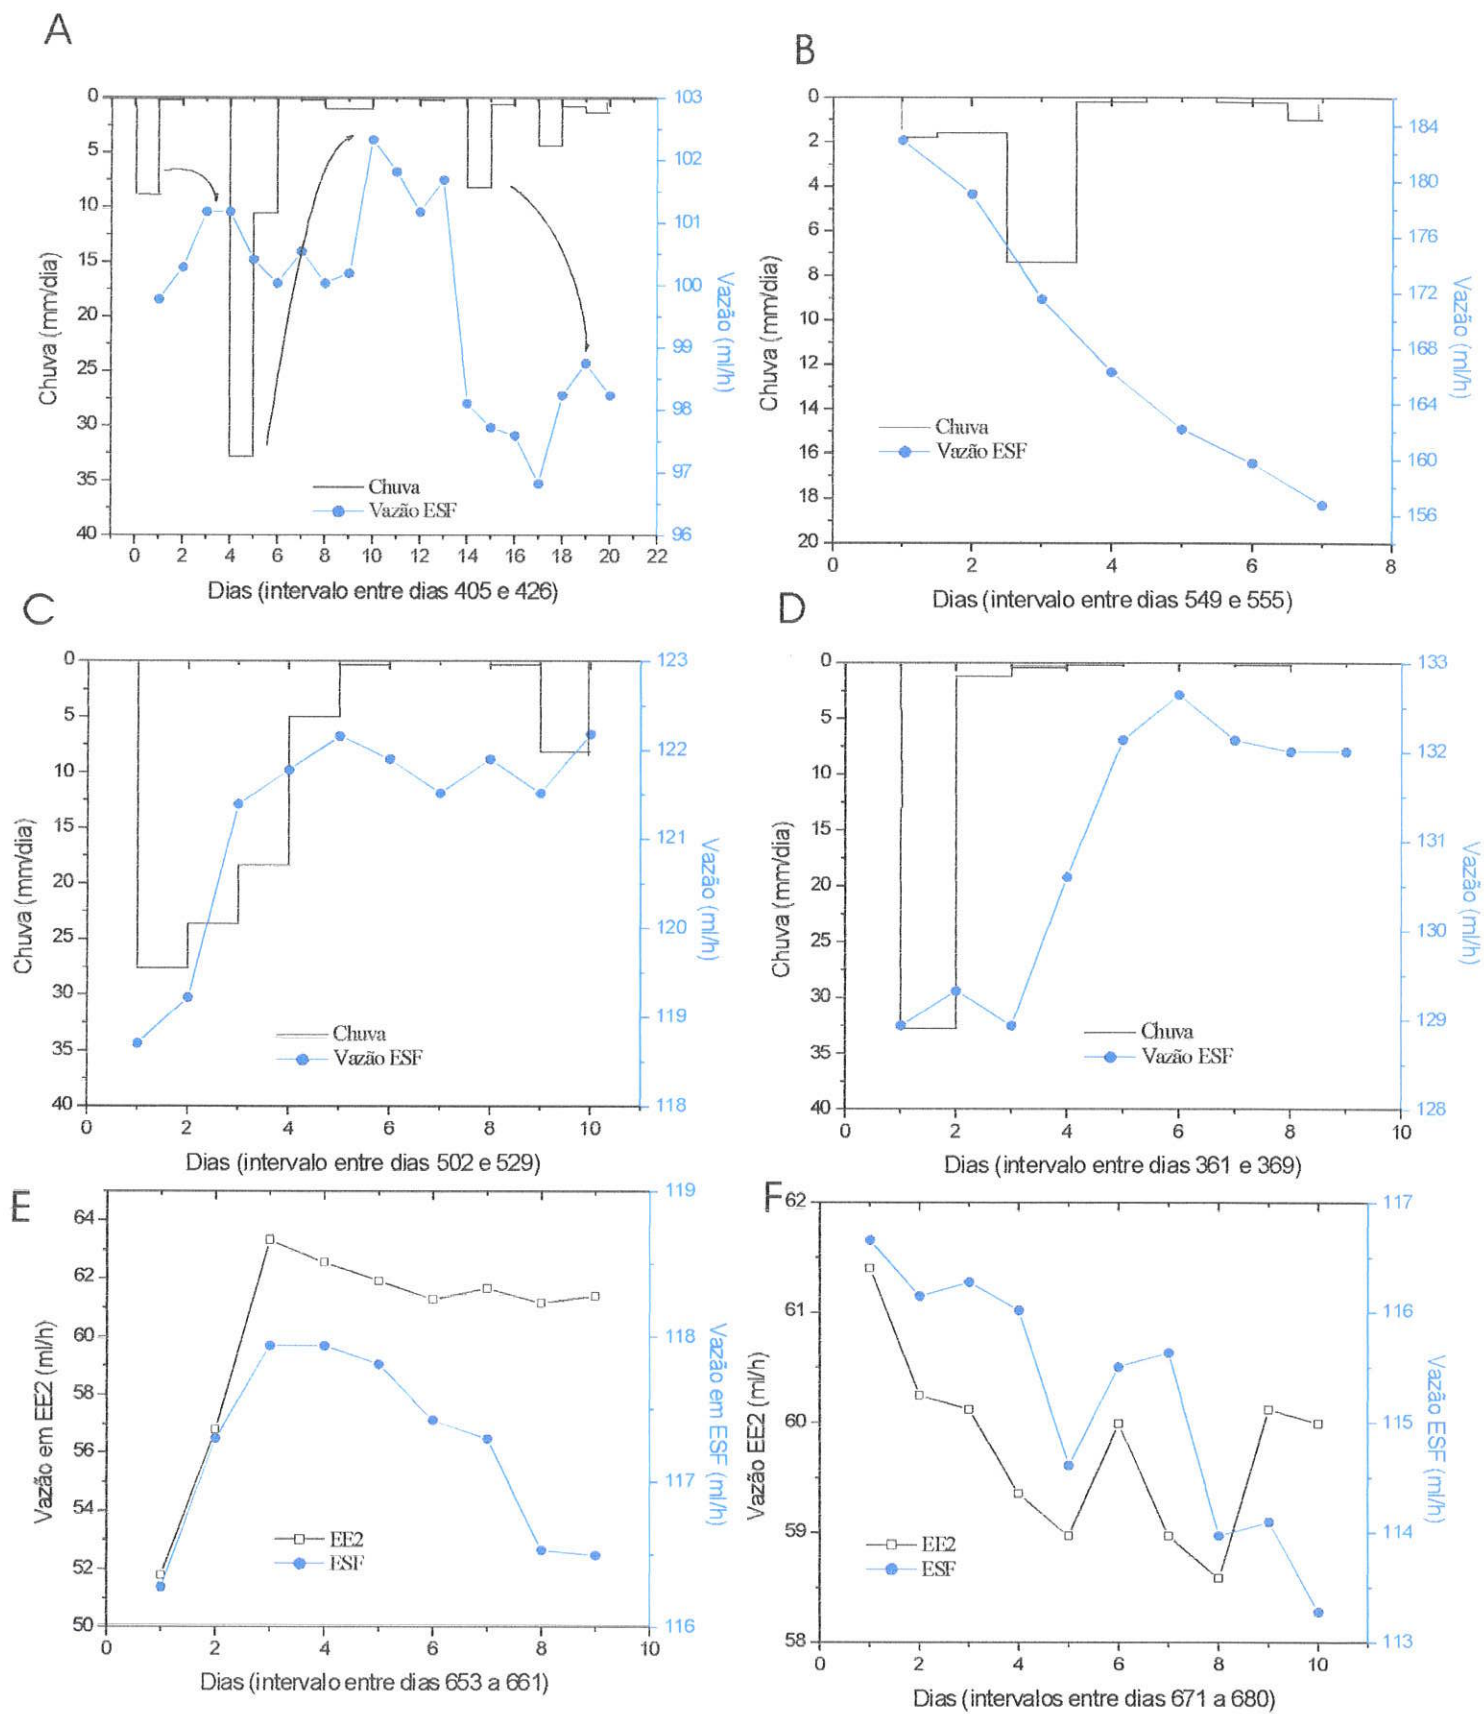 A
0
5
10
15
20
25
30
35
40
Chuva (mm/dia)
103
102
101
100
99
98
97
96
Vazão (ml/h)
Chuva
Vazão ESF
0 2 4 6 8 10 12 14 16 18 20 22
Dias (intervalo entre dias 405 e 426)
B
0
2
4
6
8
10
12
14
16
18
20
Chuva (mm/dia)
184
180
176
172
168
164
160
156
Vazão (ml/h)
Chuva
Vazão ESF
0 2 4 6 8
Dias (intervalo entre dias 549 e 555)
C
0
5
10
15
20
25
30
35
40
Chuva (mm/dia)
123
122
121
120
119
118
Vazão (ml/h)
Chuva
Vazão ESF
0 2 4 6 8 10
Dias (intervalo entre dias 502 e 529)
D
0
5
10
15
20
25
30
35
40
Chuva (mm/dia)
133
132
131
130
129
128
Vazão (ml/h)
Chuva
Vazão ESF
0 2 4 6 8 10
Dias (intervalo entre dias 361 e 369)
E
64
62
60
58
56
54
52
50
Vazão em EE2 (ml/h)
119
118
117
116
Vazão em ESF (ml/h)
EE2
ESF
0 2 4 6 8 10
Dias (intervalo entre dias 653 a 661)
F
62
61
60
59
58
Vazão EE2 (ml/h)
117
116
115
114
113
Vazão ESF (ml/h)
EE2
ESF
0 2 4 6 8 10
Dias (intervalos entre dias 671 a 680)